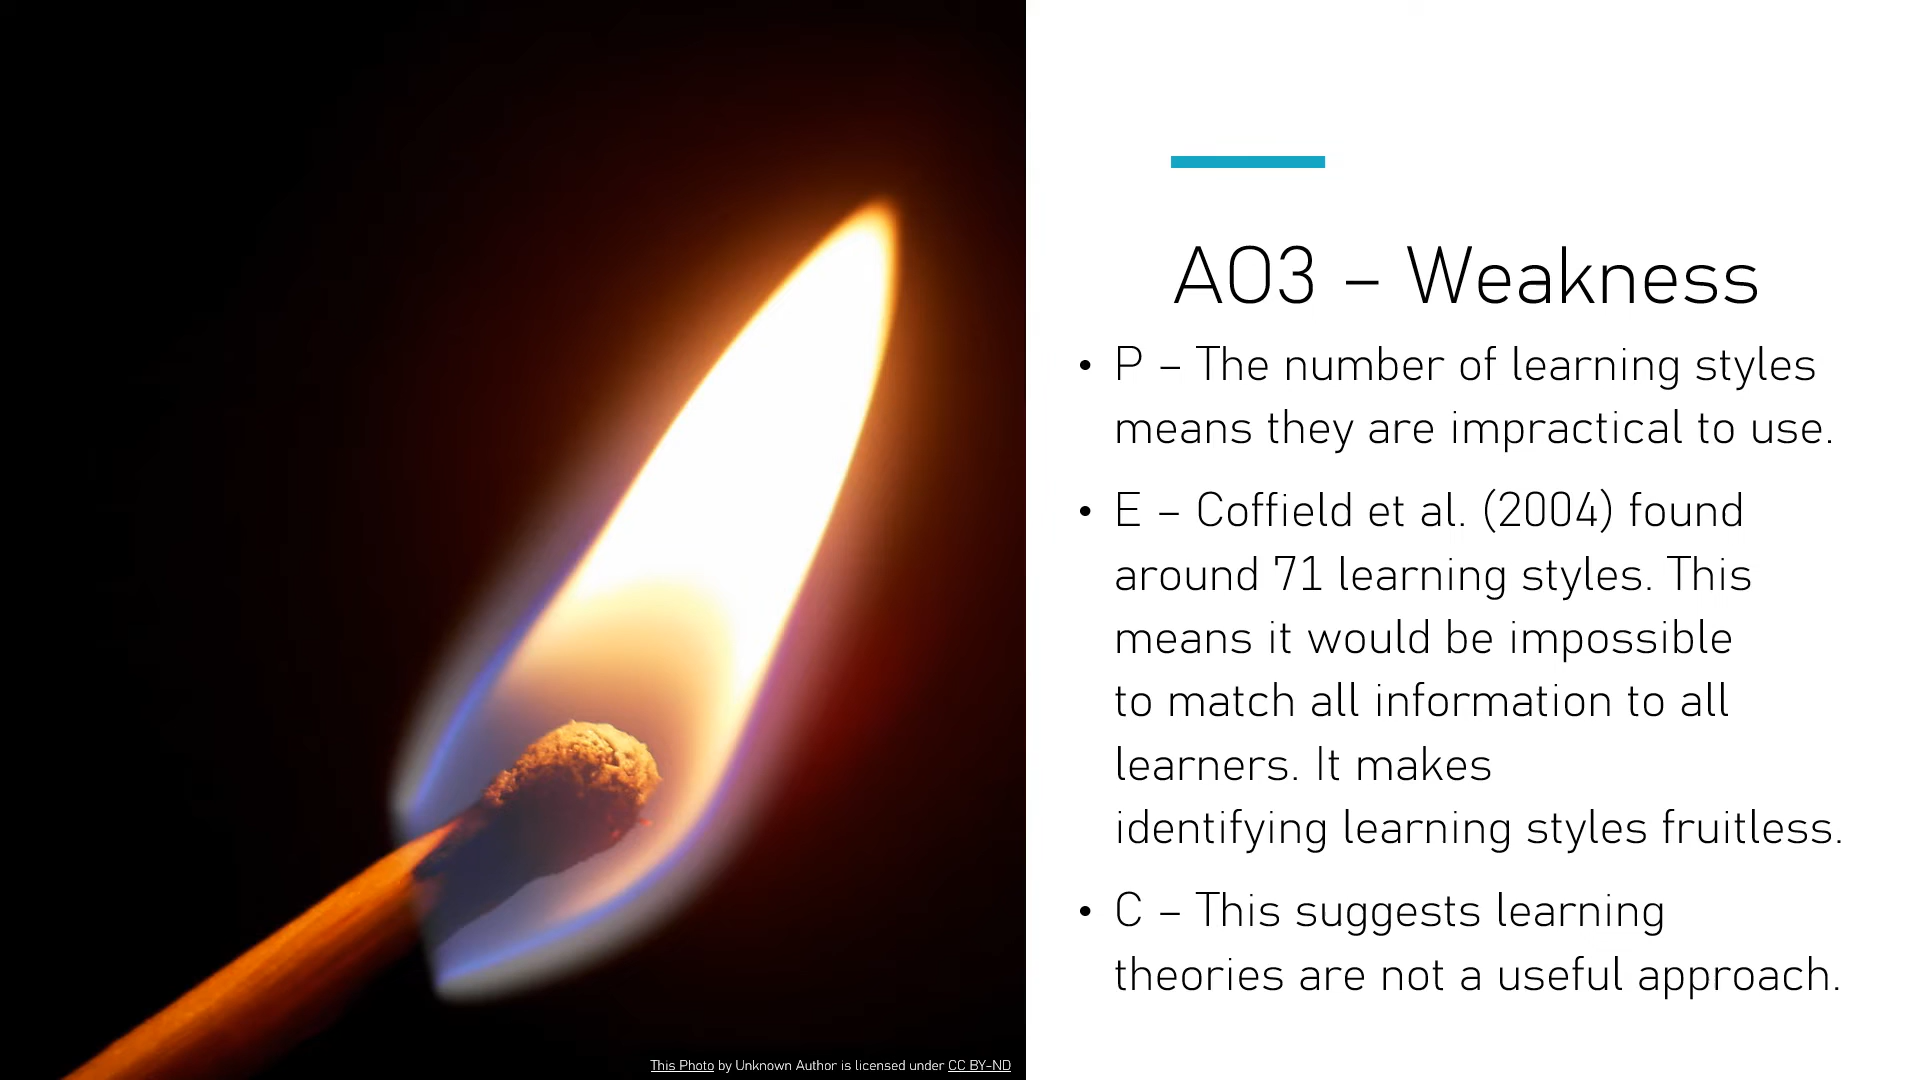 AO3 – Weakness
• P – The number of learning styles
means they are impractical to use.
• E – Coffield et al. (2004) found
around 71 learning styles. This
means it would be impossible
to match all information to all
learners. It makes
identifying learning styles fruitless.
• C – This suggests learning
theories are not a useful approach.
This Photo by Unknown Author is licensed under CC BY-ND